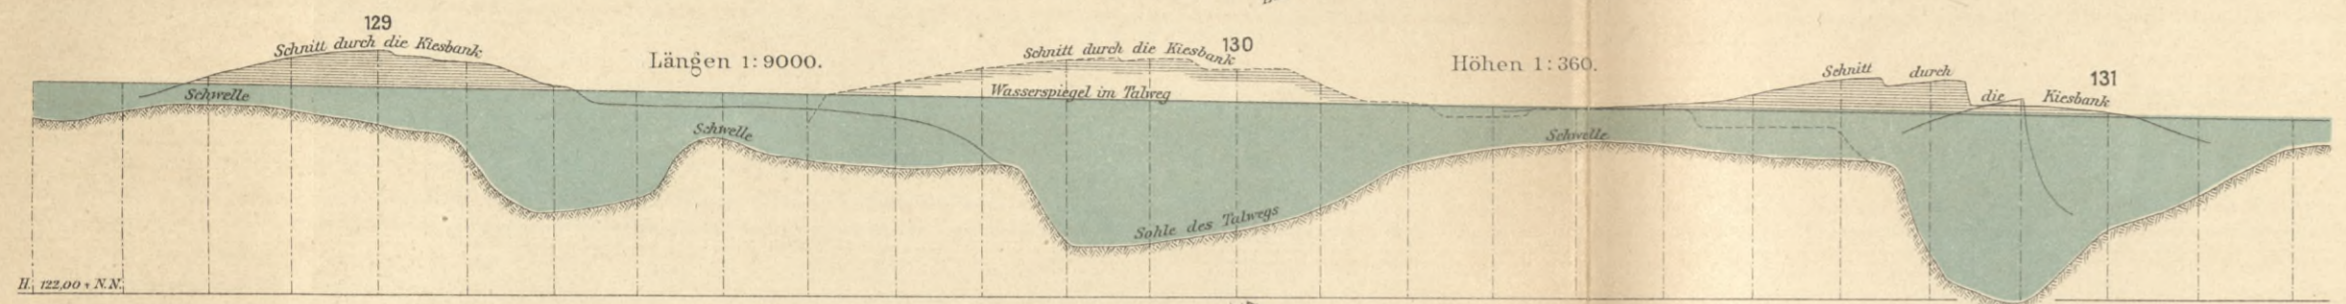 129
Schnitt durch die Kiesbank
Längen 1:9000.
Schnitt durch die Kiesbank
130
Höhen 1:360.
Schnitt durch
die Kiesbank
131
Schwelle
Wasserspiegel im Talweg
Schwelle
Schwelle
Sohle des Talwegs
H. 122,00 + N.N.